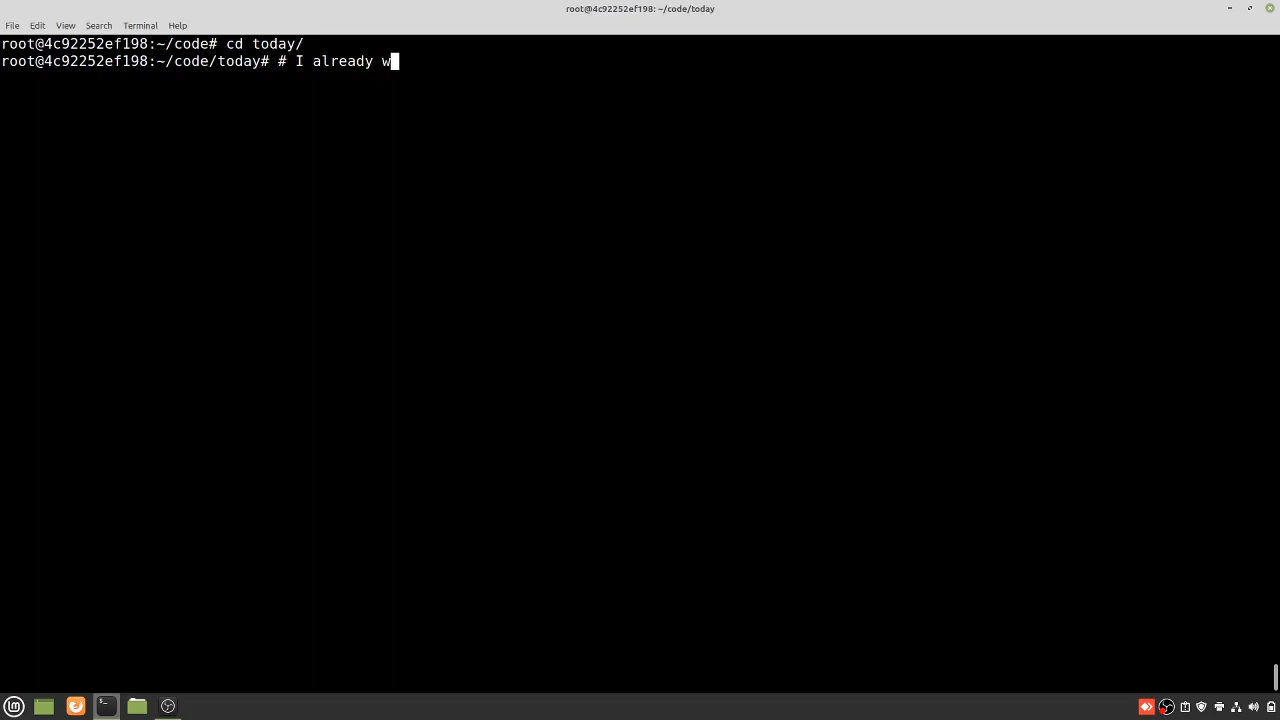 root@4c92252ef198: ~/code/today
File Edit View Search Terminal Help
root@4c92252ef198:~/code# cd today/
root@4c92252ef198:~/code/today# # I already w